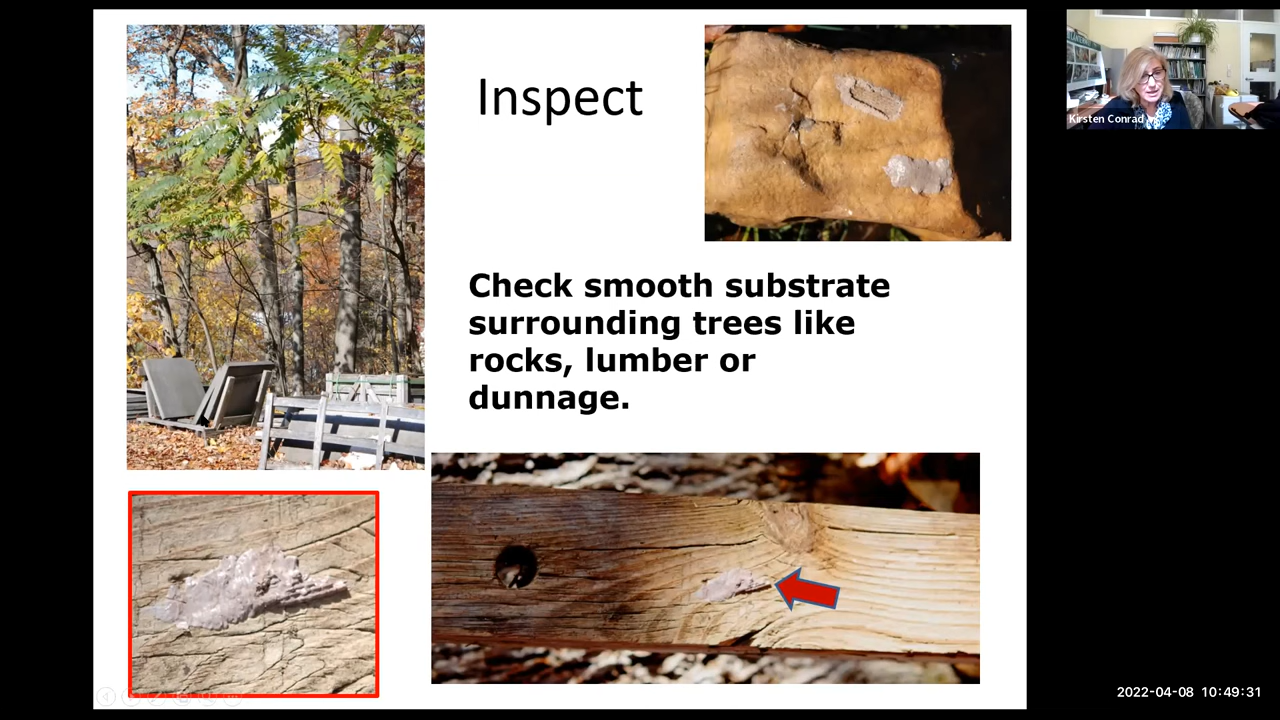 Inspect
Kirsten Conrad
Check smooth substrate
surrounding trees like
rocks, lumber or
dunnage.
2022-04-08 10:49:31